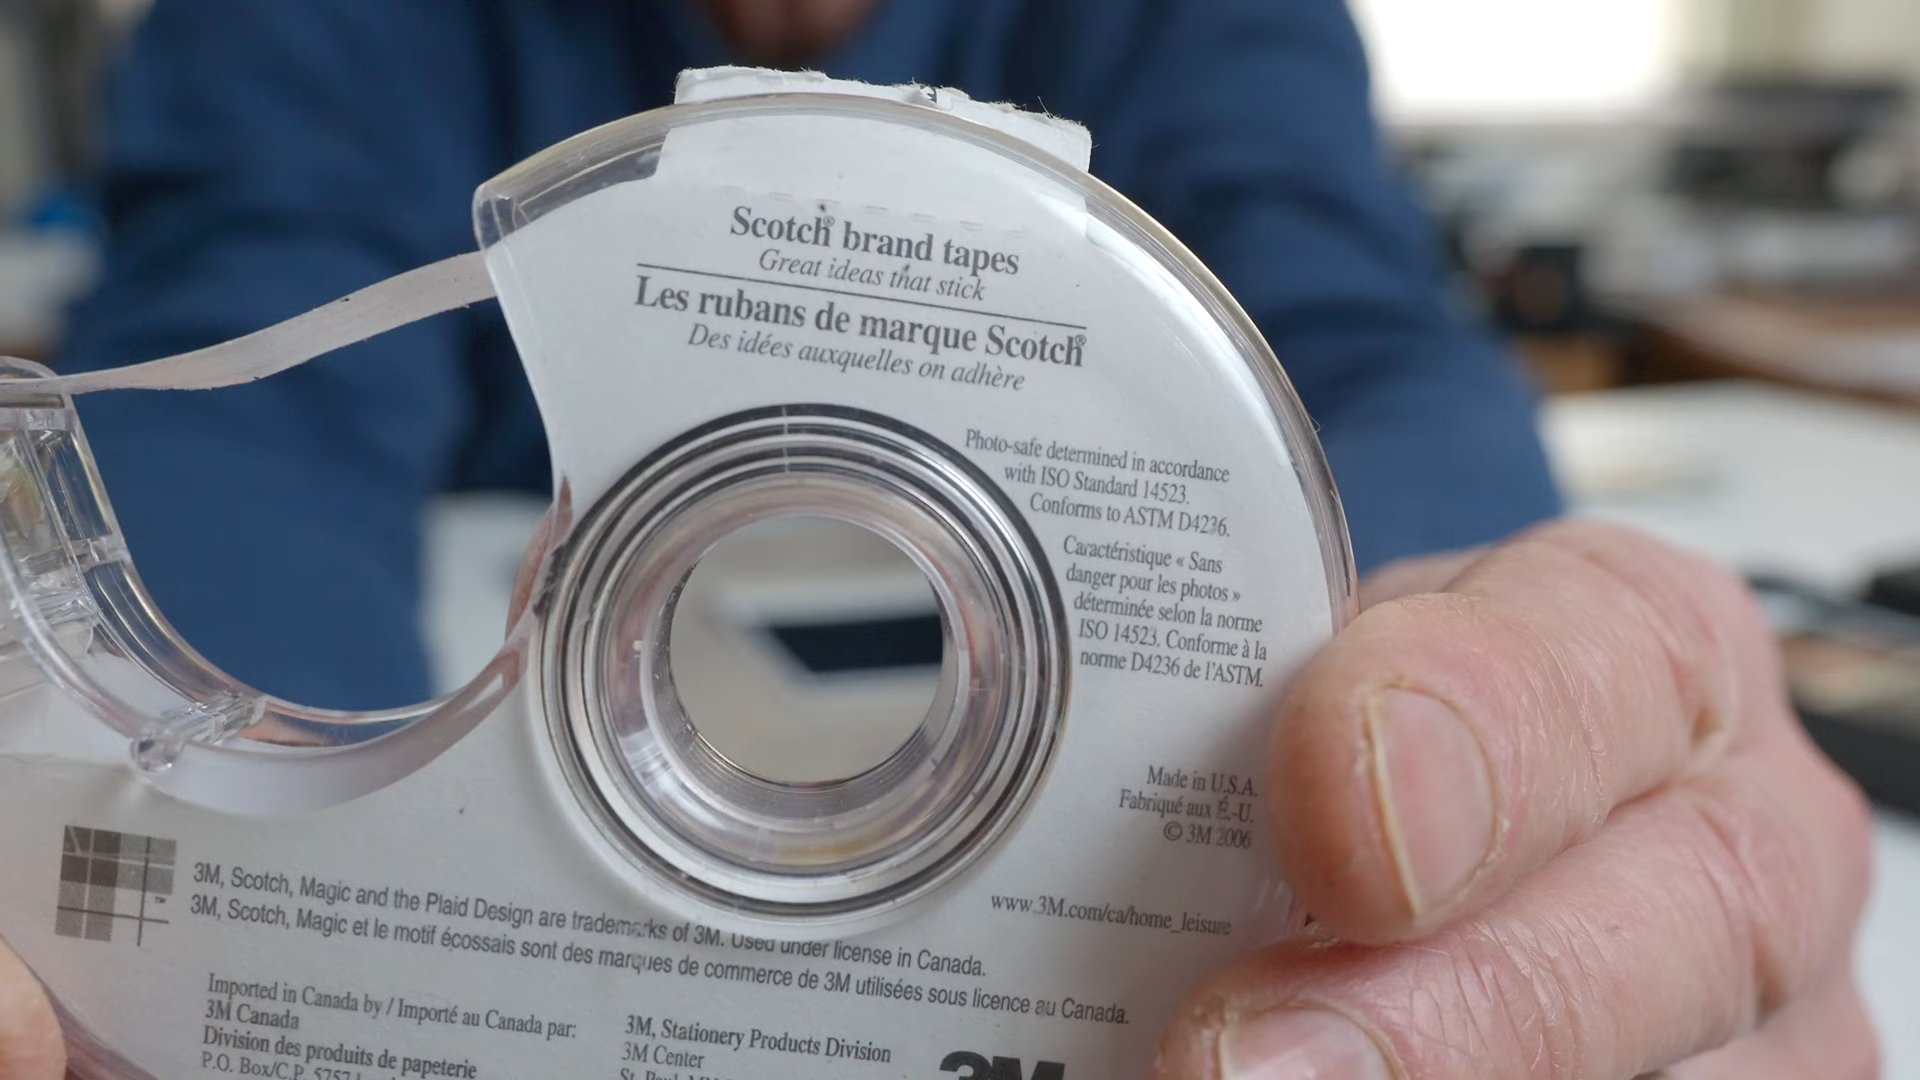 Scotch® brand tapes
Great ideas that stick
Les rubans de marque Scotch®
Des idées auxquelles on adhère
Photo-safe determined in accordance
with ISO Standard 14523.
Conforms to ASTM D4236.
Caractéristique « Sans
danger pour les photos »
déterminée selon la norme
ISO 14523. Conforme à la
norme D4236 de l'ASTM.
Made in U.S.A.
Fabriqué aux É.-U.
© 3M 2006
www.3M.com/ca/home_leisure
™
3M, Scotch, Magic and the Plaid Design are trademarks of 3M. Used under license in Canada.
3M, Scotch, Magic et le motif écossais sont des marques de commerce de 3M utilisées sous licence au Canada.
Imported in Canada by / Importé au Canada par:
3M Canada
Division des produits de papeterie
P.O. Box/C.P. 5757
3M, Stationery Products Division
3M Center
St. Paul,
3M